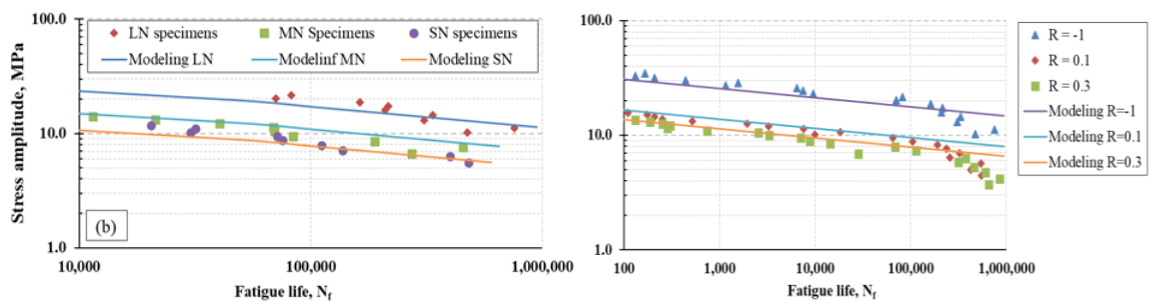 100.0
LN specimens MN Specimens SN specimens
Modeling LN Modelinf MN Modeling SN
10.0
1.0
Stress amplitude, MPa
(b)
10,000 100,000 1,000,000
Fatigue life, Nf
100.0
10.0
1.0
100 1,000 10,000 100,000 1,000,000
Fatigue life, Nf
R = -1
R = 0.1
R = 0.3
Modeling R=-1
Modeling R=0.1
Modeling R=0.3